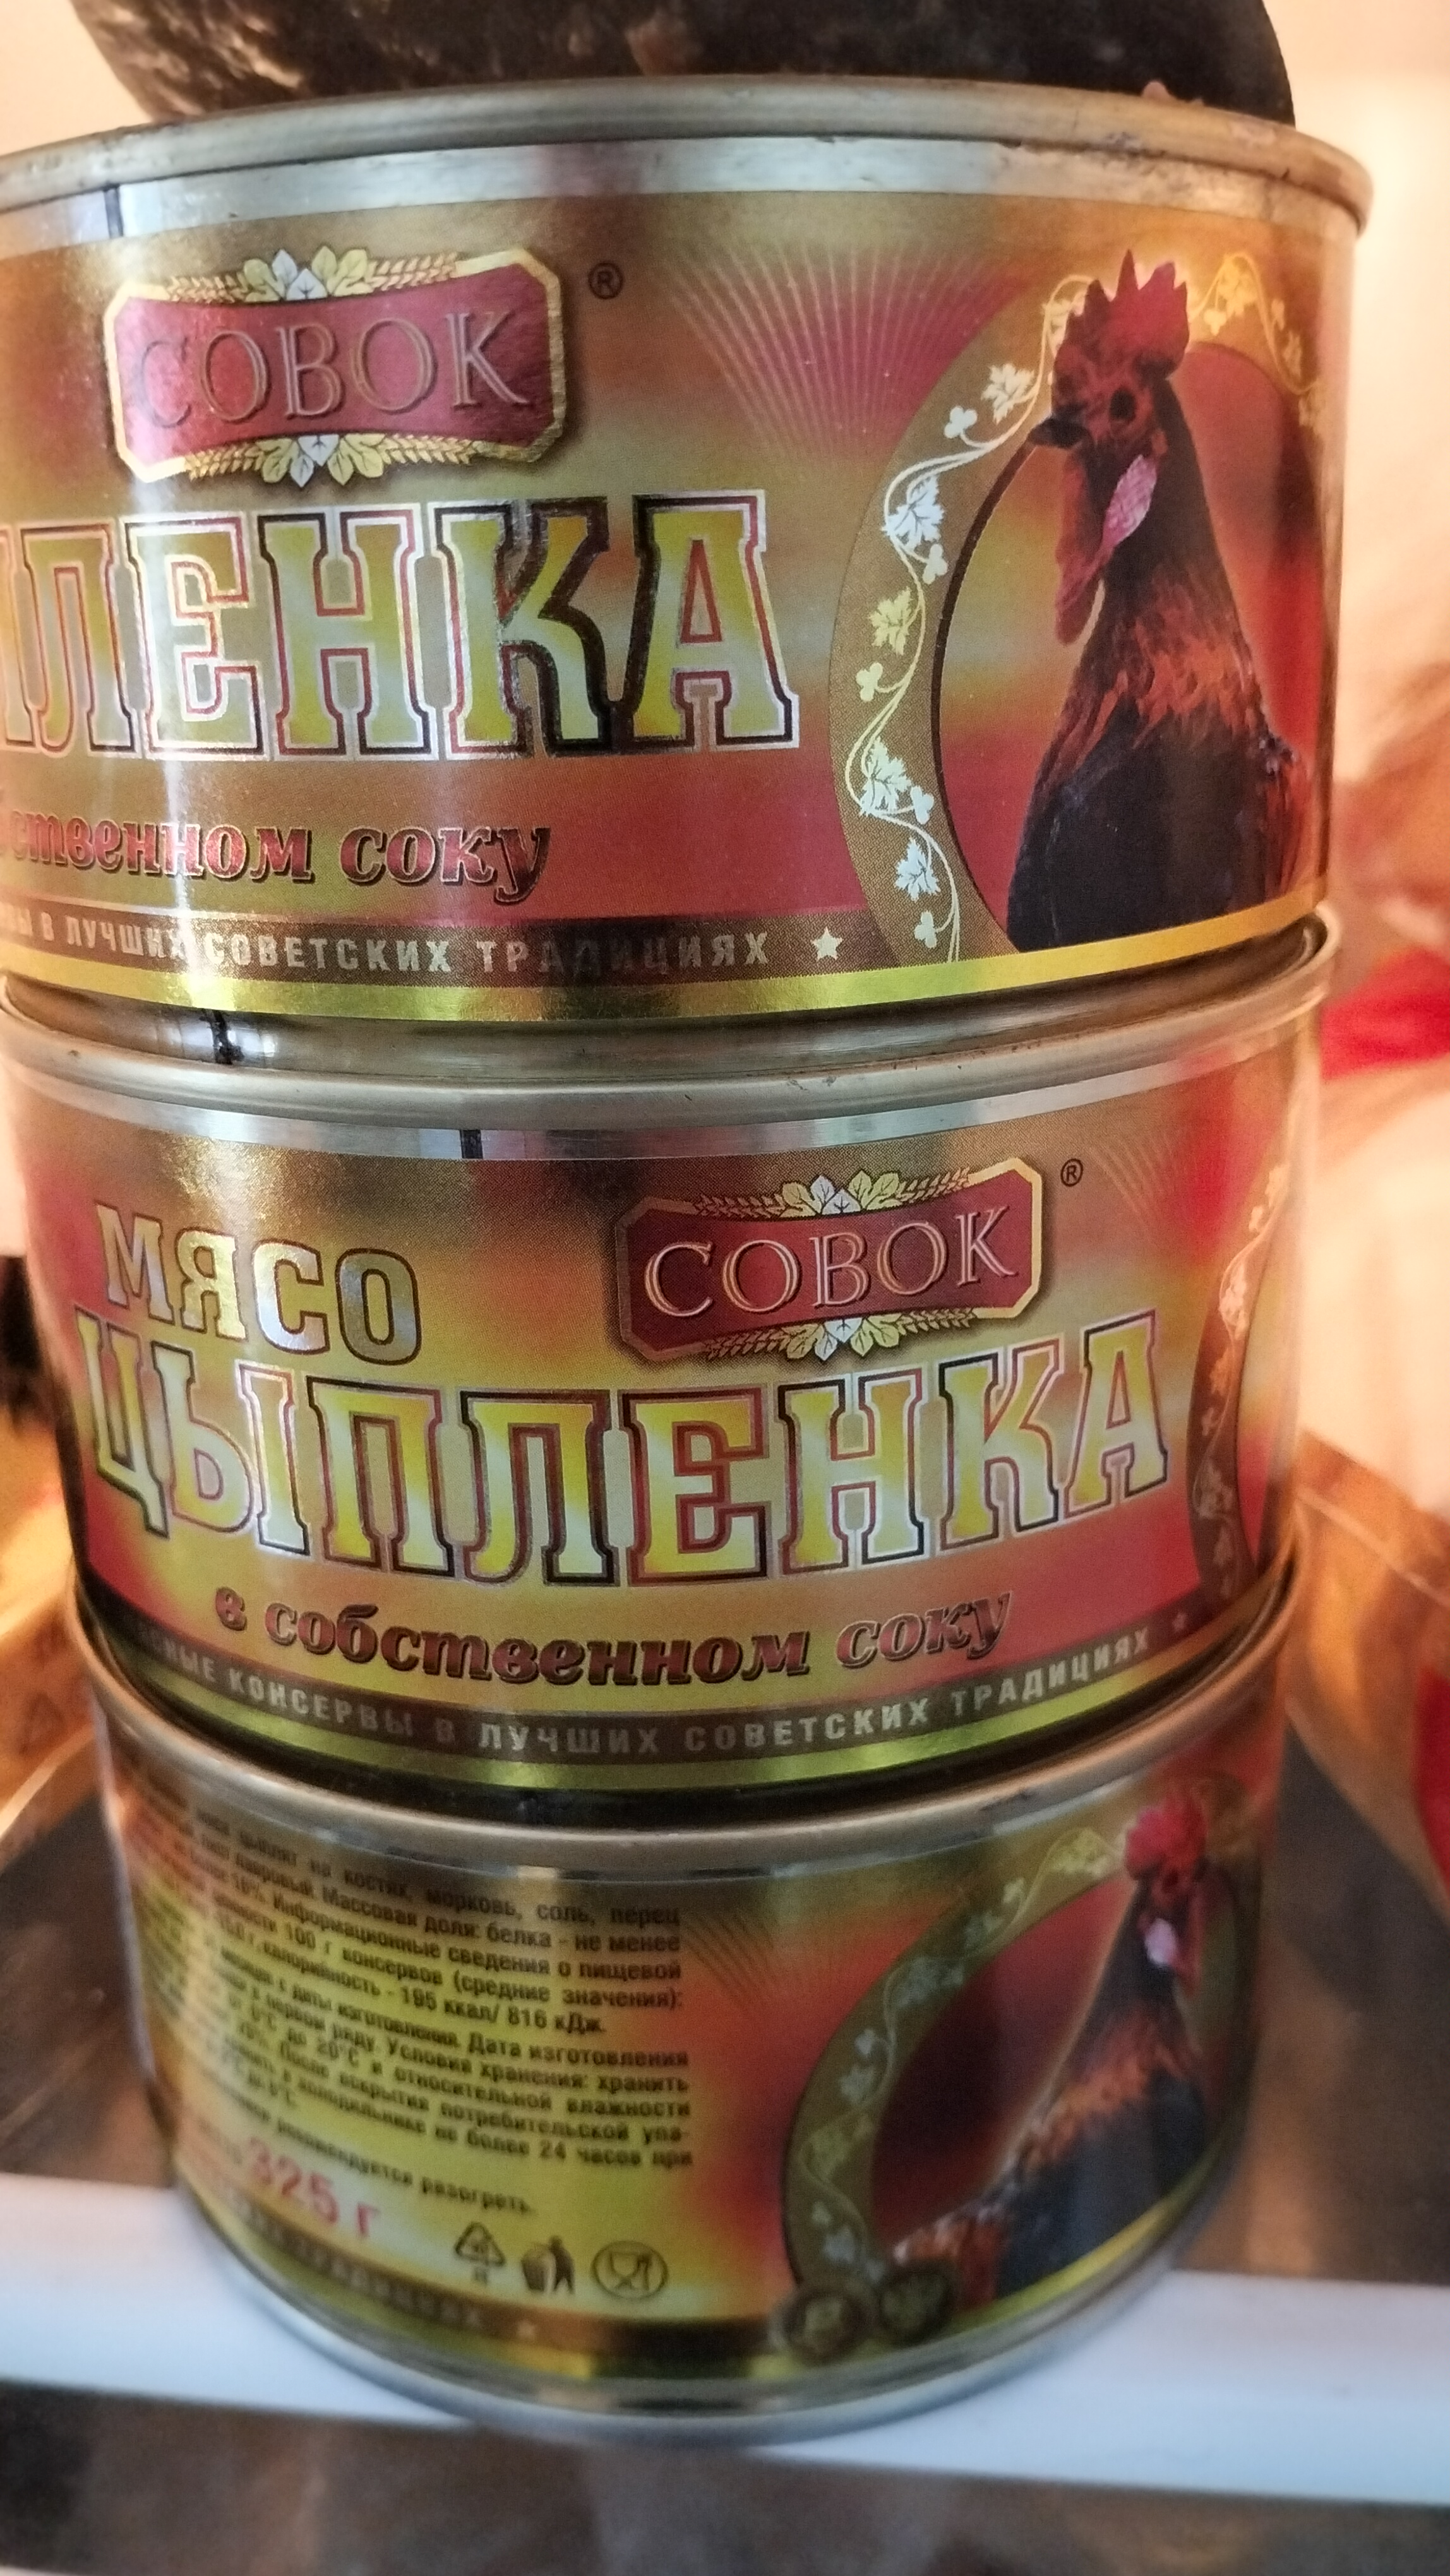 СОВОК ®
ЛЕНКА
соку
В ЛУЧШИХ СОВЕТСКИХ ТРАДИЦИЯХ
МЯСО
СОВОК ®
ЦЫПЛЕНКА
в собственном соку
КОНСЕРВЫ В ЛУЧШИХ СОВЕТСКИХ ТРАДИЦИЯХ
на костях, морковь, соль, перец
Массовая доля: белка - не менее
Информационные сведения о пищевой
100 г консервов (средние значения):
калорийность - 195 ккал/ 816 кДж.
с даты изготовления. Дата изготовления
в первом ряду. Условия хранения: хранить
до 20°С и относительной влажности
После вскрытия потребительской упа-
в холодильнике не более 24 часов при
рекомендуется разогреть.
325 г